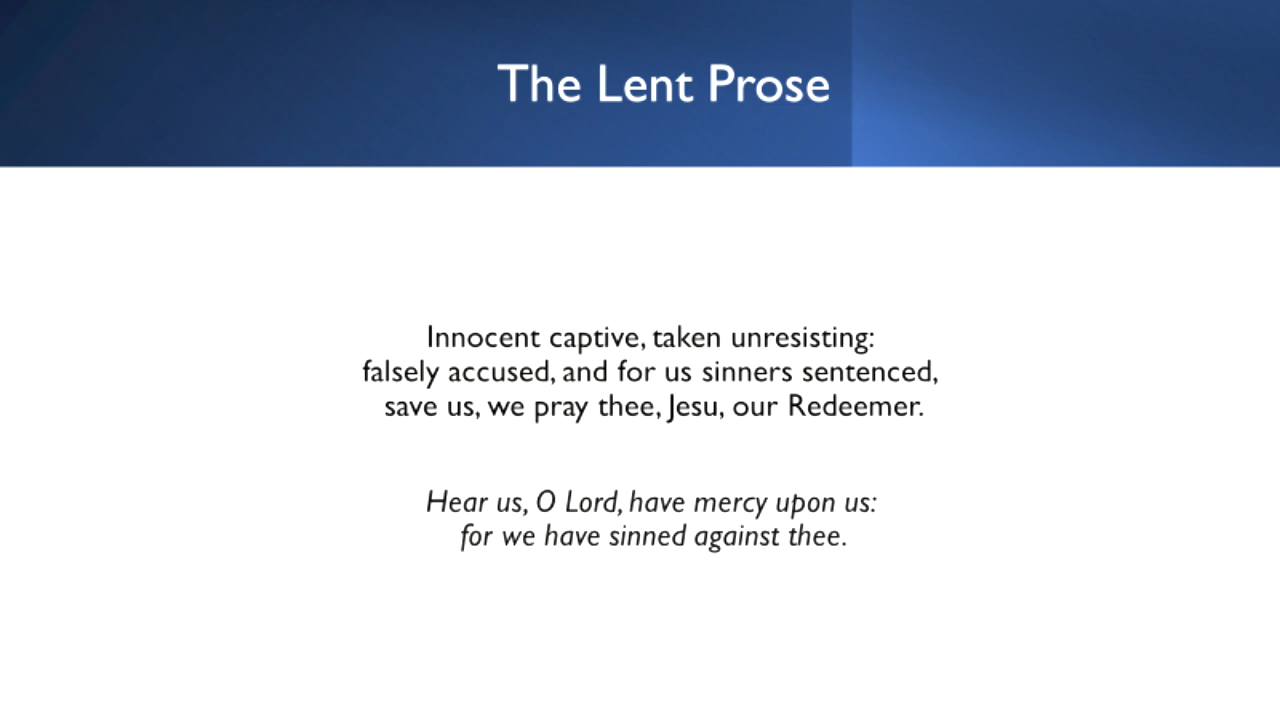 The Lent Prose
Innocent captive, taken unresisting:
falsely accused, and for us sinners sentenced,
save us, we pray thee, Jesu, our Redeemer.
Hear us, O Lord, have mercy upon us:
for we have sinned against thee.